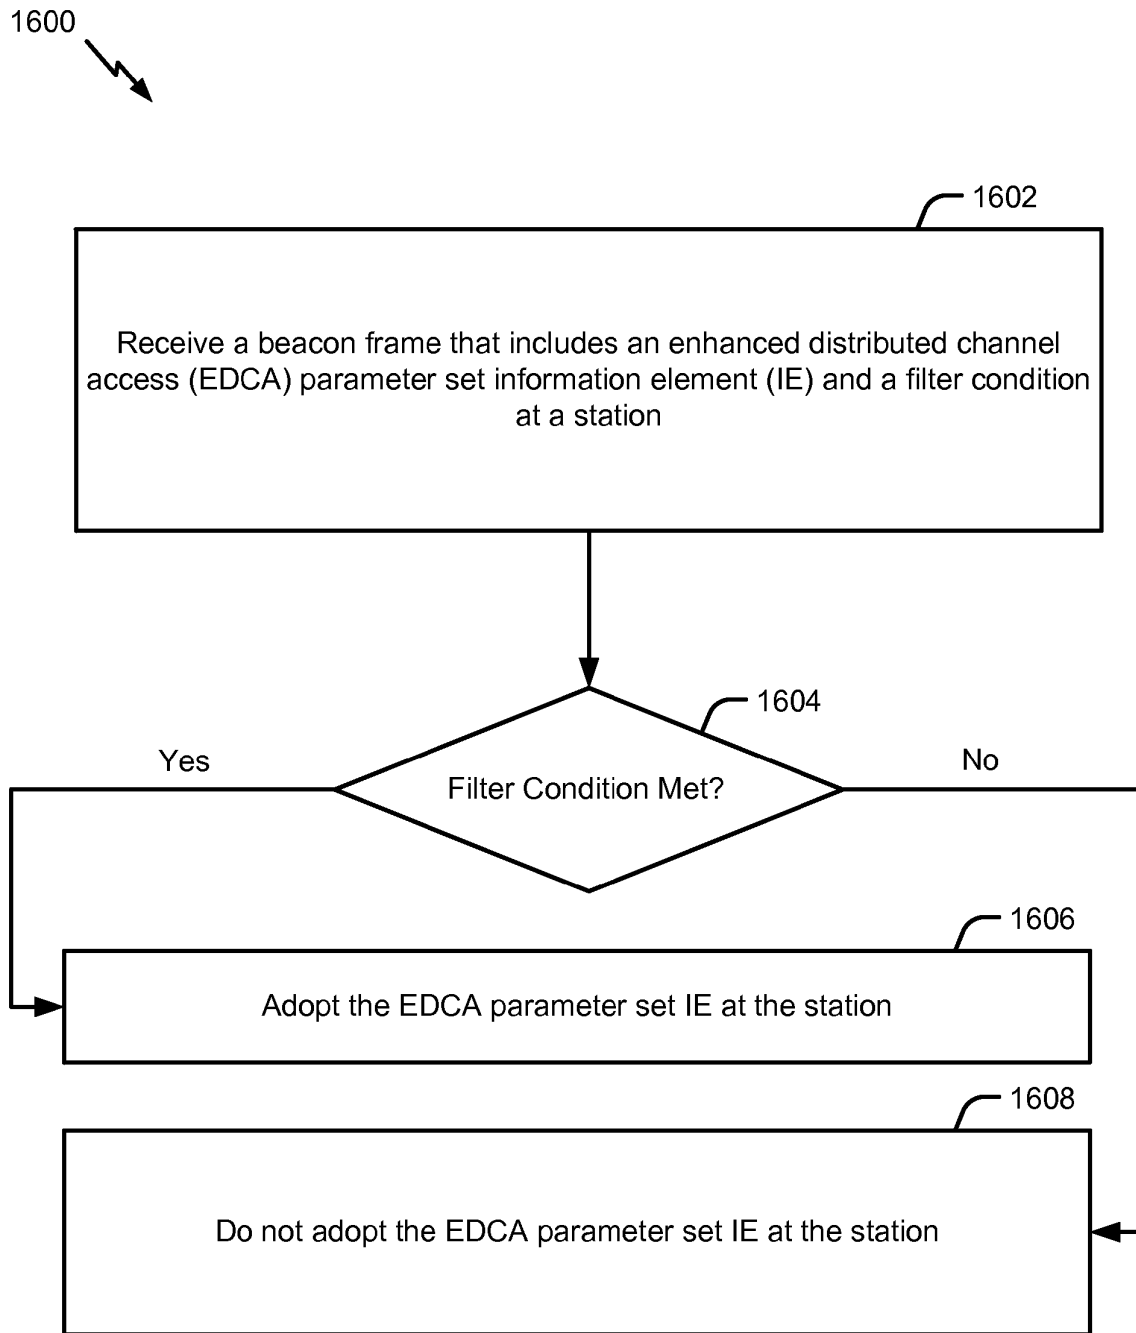 1600
1602
Receive a beacon frame that includes an enhanced distributed channel
access (EDCA) parameter set information element (IE) and a filter condition
at a station
1604
Yes
Filter Condition Met?
No
1606
Adopt the EDCA parameter set IE at the station
1608
Do not adopt the EDCA parameter set IE at the station